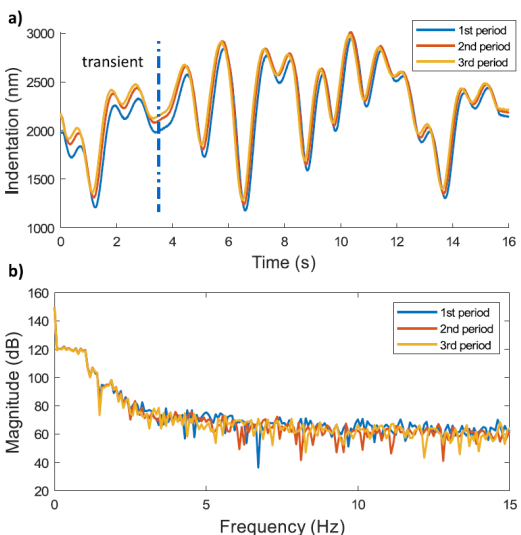 a)
3000
2500
2000
1500
1000
Indentation (nm)
transient
1st period
2nd period
3rd period
0 2 4 6 8 10 12 14 16
Time (s)
b)
160
140
120
100
80
60
40
20
Magnitude (dB)
1st period
2nd period
3rd period
0 5 10 15
Frequency (Hz)